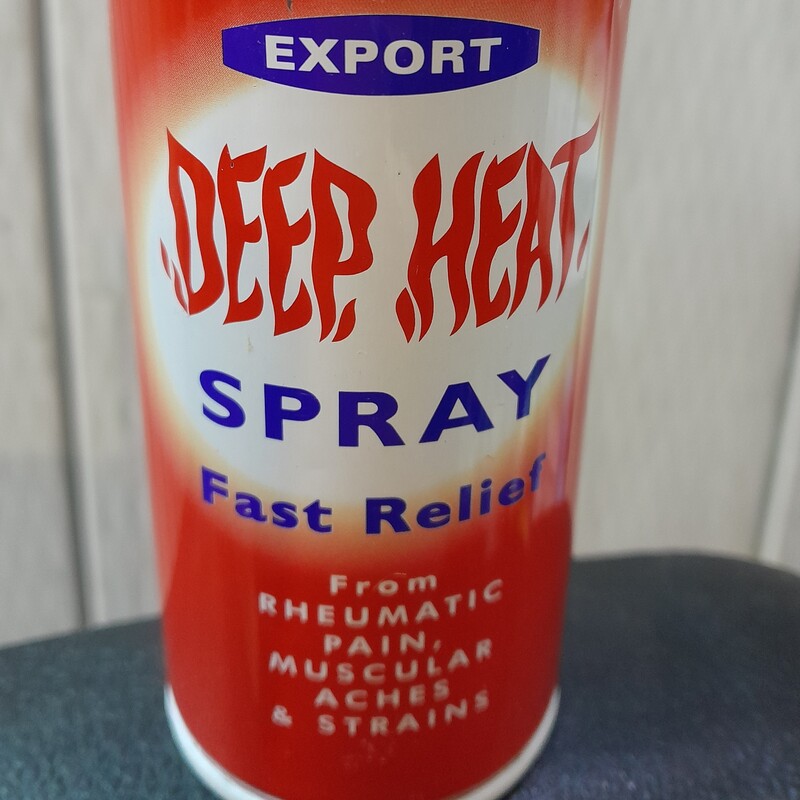 EXPORT
DEEP HEAT
SPRAY
Fast Relief
From
RHEUMATIC
PAIN,
MUSCULAR
ACHES
& STRAINS